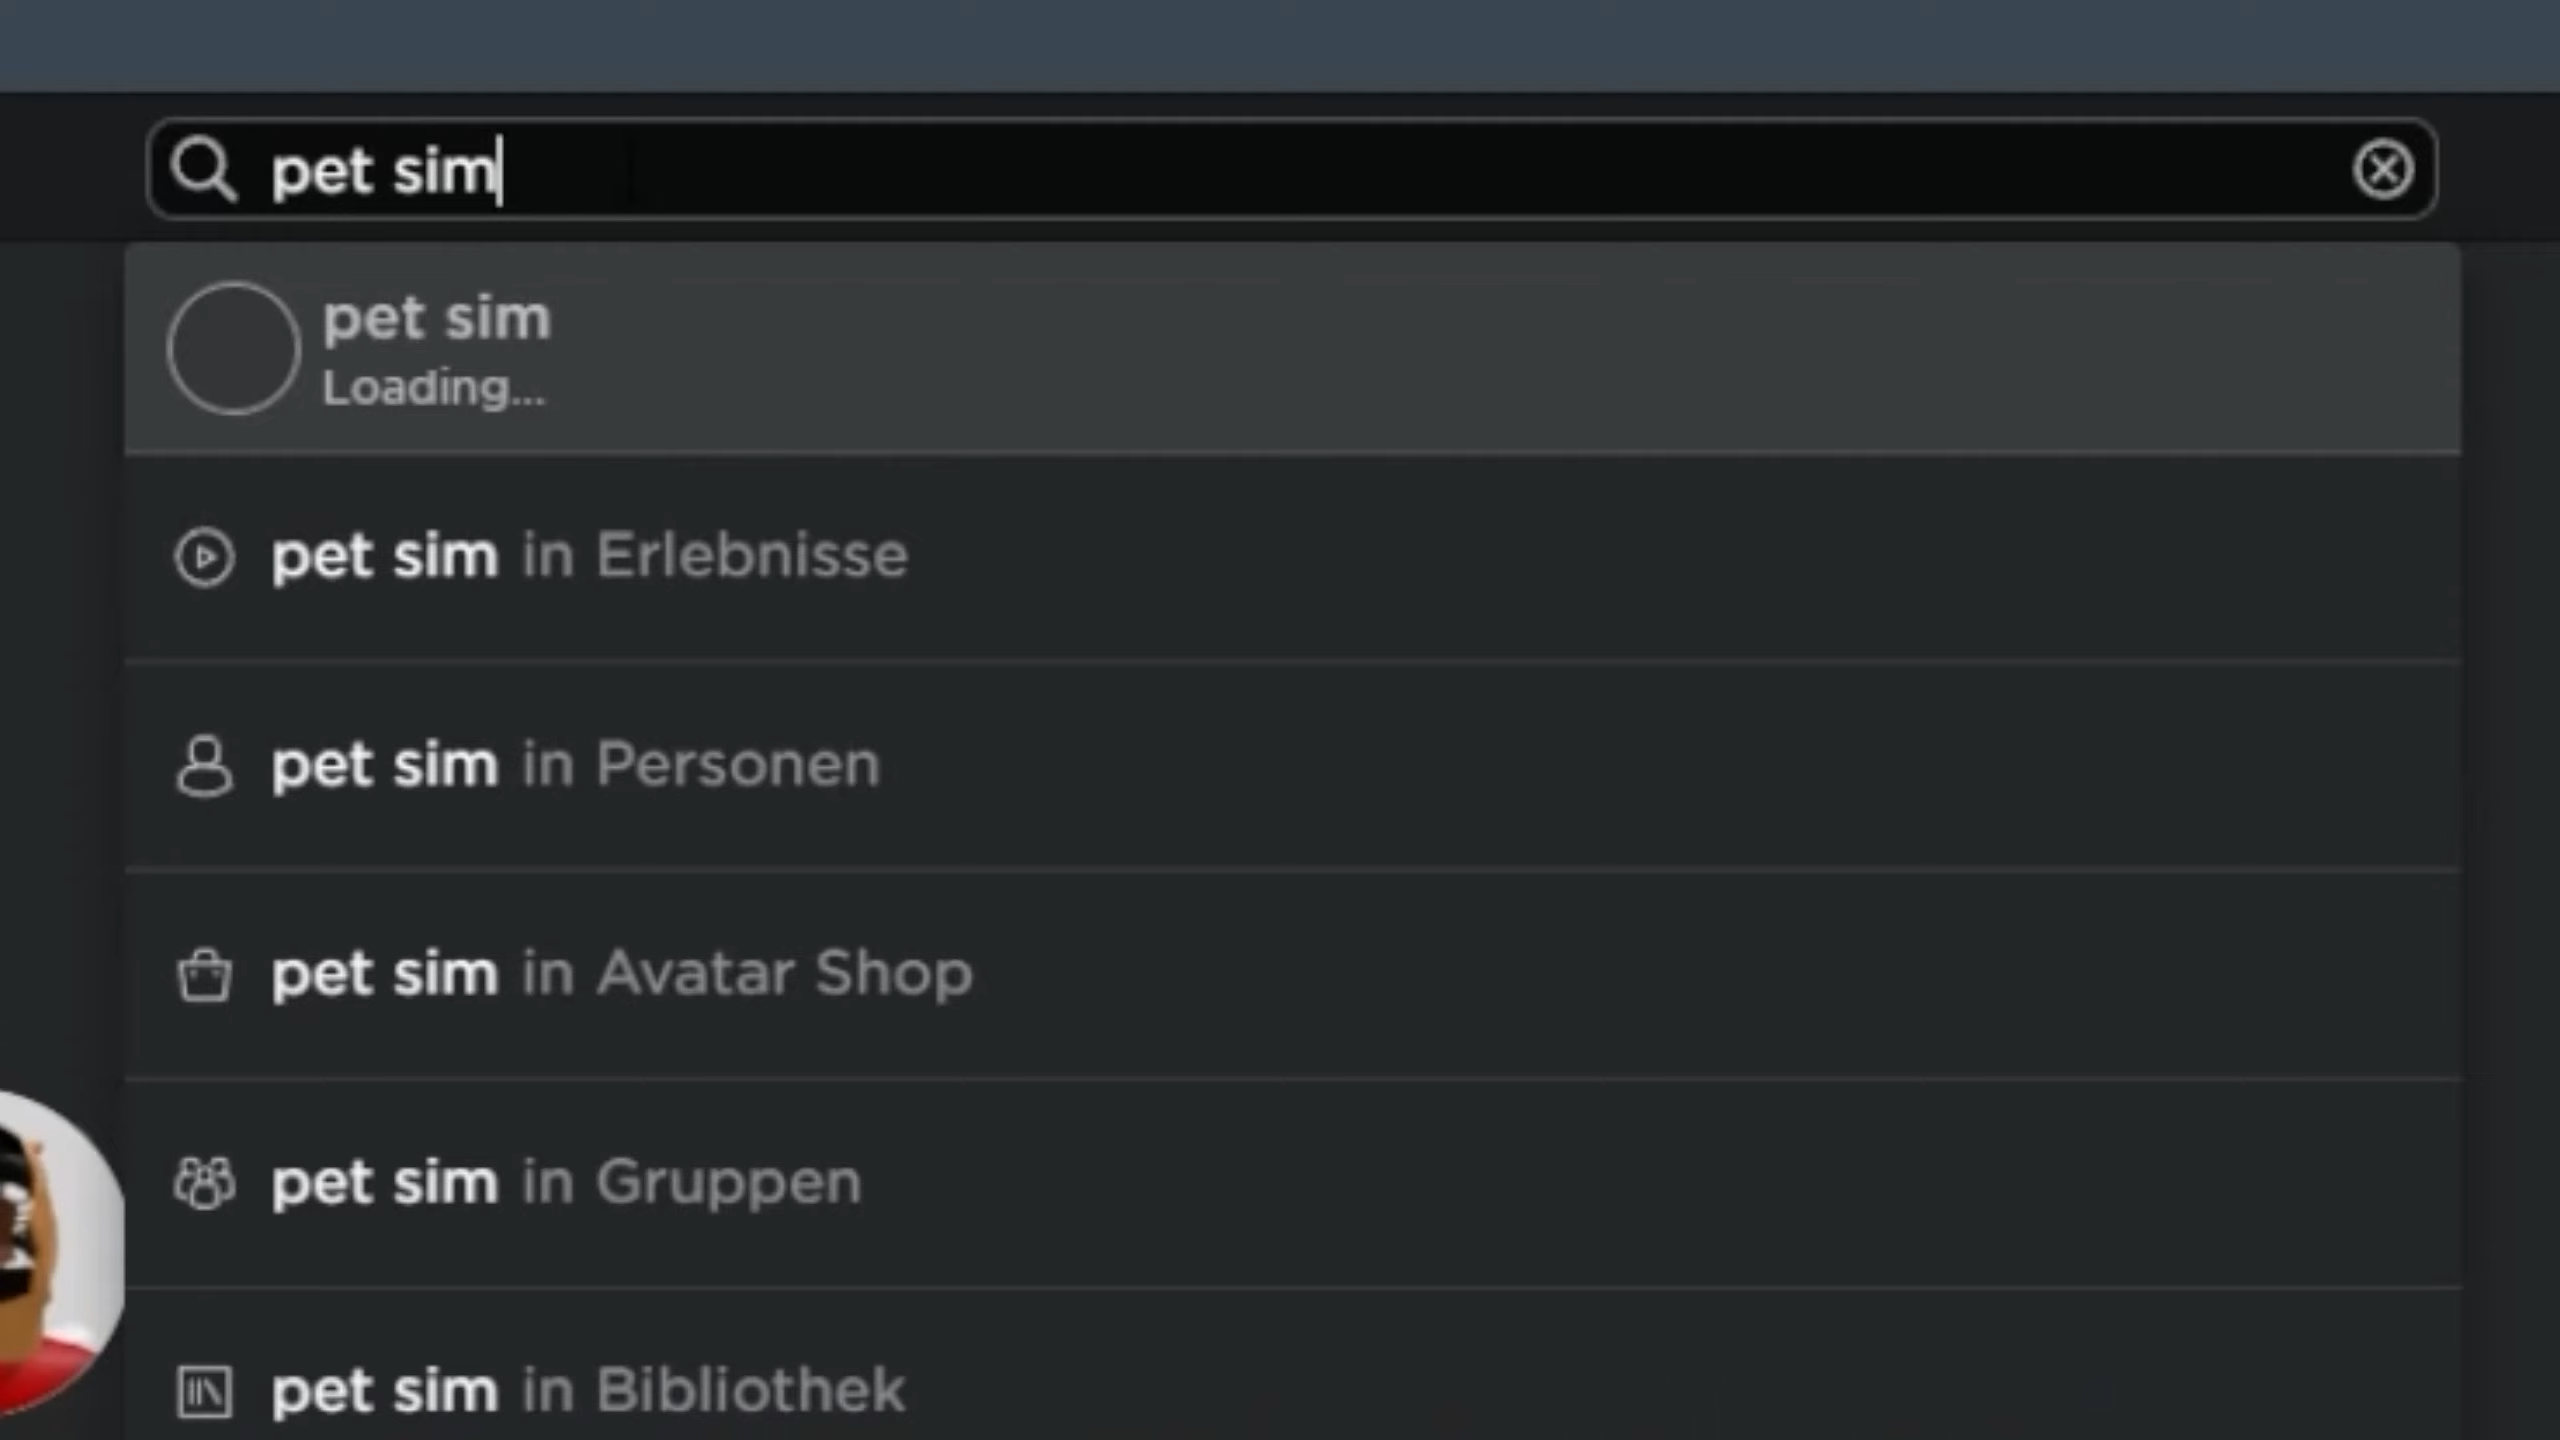 pet sim
pet sim
Loading...
pet sim in Erlebnisse
pet sim in Personen
pet sim in Avatar Shop
pet sim in Gruppen
pet sim in Bibliothek